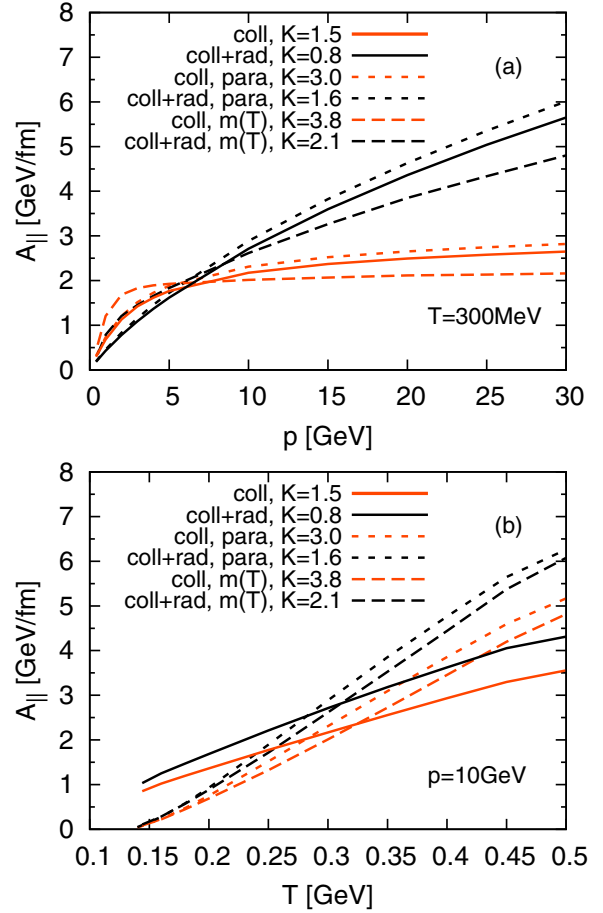 8
7
6
5
4
3
2
1
0
A|| [GeV/fm]
coll, K=1.5
coll+rad, K=0.8
coll, para, K=3.0
coll+rad, para, K=1.6
coll, m(T), K=3.8
coll+rad, m(T), K=2.1
(a)
T=300MeV
0 5 10 15 20 25 30
p [GeV]
8
7
6
5
4
3
2
1
0
A|| [GeV/fm]
coll, K=1.5
coll+rad, K=0.8
coll, para, K=3.0
coll+rad, para, K=1.6
coll, m(T), K=3.8
coll+rad, m(T), K=2.1
(b)
p=10GeV
0.1 0.15 0.2 0.25 0.3 0.35 0.4 0.45 0.5
T [GeV]